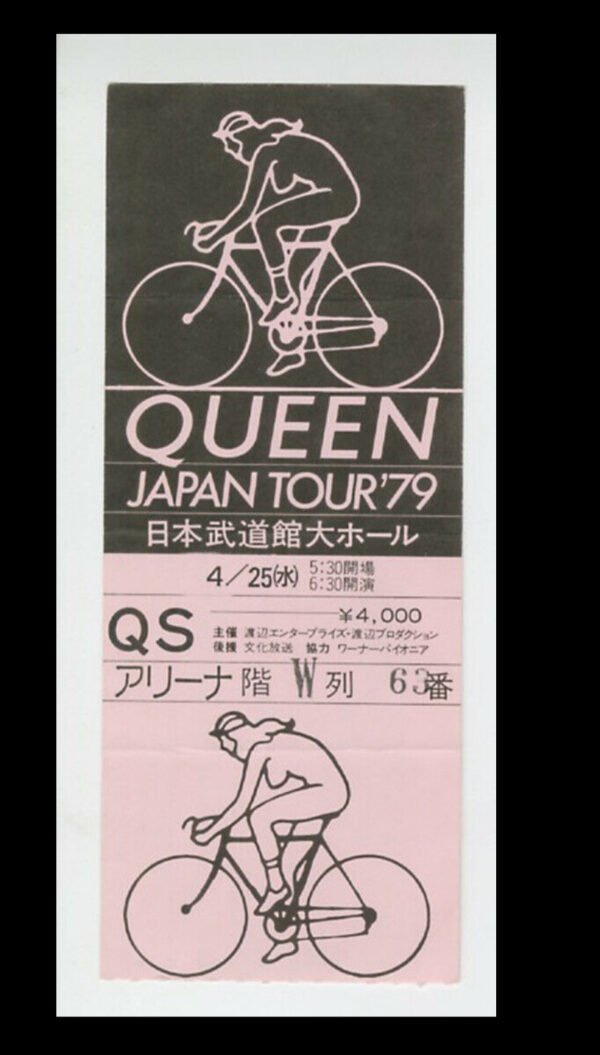 QUEEN
JAPAN TOUR'79
日本武道館大ホール
4/25(水) 5:30開場
6:30開演
QS ¥4,000
主催 渡辺エンタープライズ・渡辺プロダクション
後援 文化放送 協力 ワーナーパイオニア
アリーナ階 W列 63番